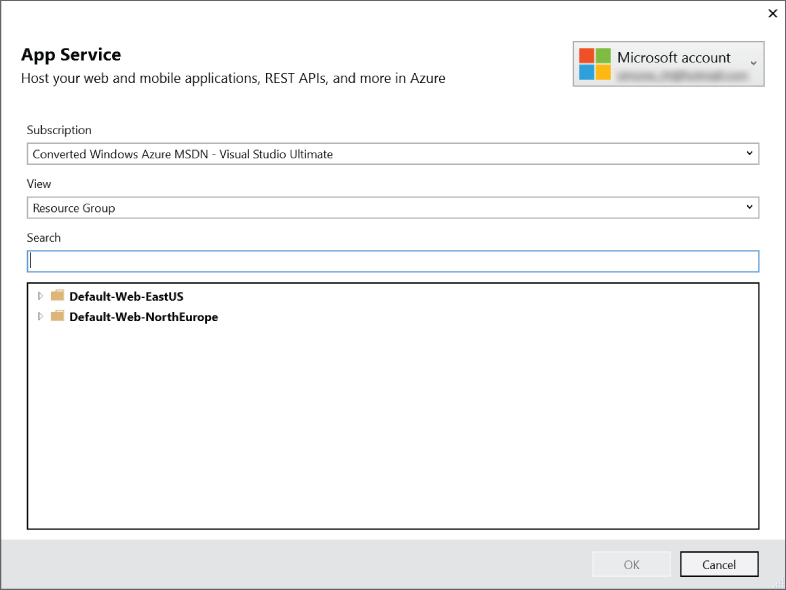 App Service
Host your web and mobile applications, REST APIs, and more in Azure
Microsoft account
Subscription
Converted Windows Azure MSDN - Visual Studio Ultimate
View
Resource Group
Search
Default-Web-EastUS
Default-Web-NorthEurope
OK
Cancel